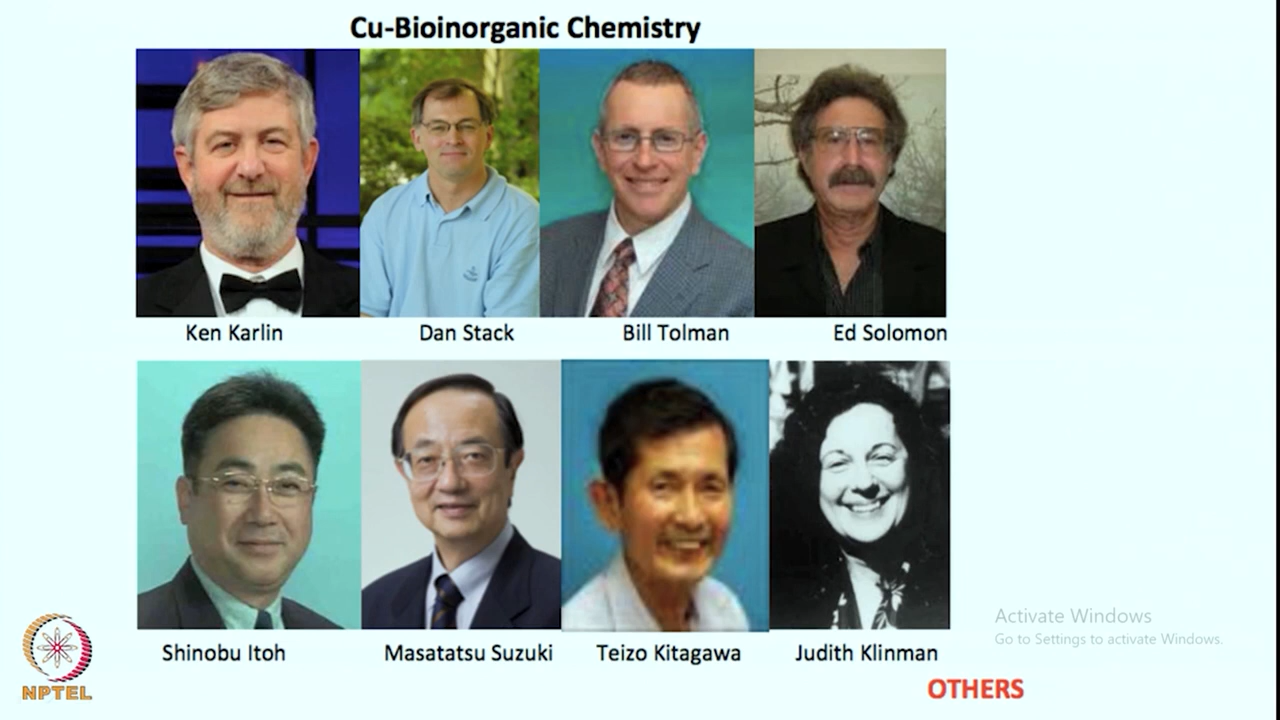 Cu-Bioinorganic Chemistry
Ken Karlin
Dan Stack
Bill Tolman
Ed Solomon
Shinobu Itoh
Masatatsu Suzuki
Teizo Kitagawa
Judith Klinman
Activate Windows
Go to Settings to activate Windows.
NPTEL
OTHERS